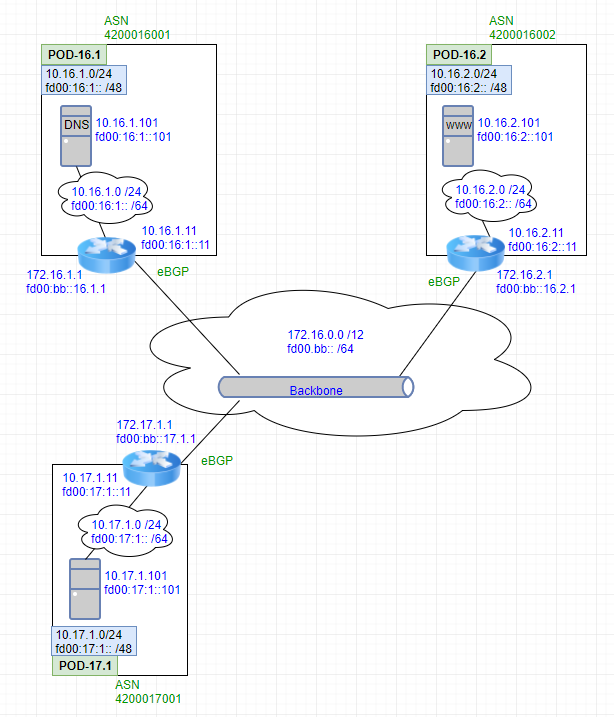 ASN
4200016001
POD-16.1
10.16.1.0/24
fd00:16:1:: /48
DNS
10.16.1.101
fd00:16:1::101
10.16.1.0 /24
fd00:16:1:: /64
10.16.1.11
fd00:16:1::11
172.16.1.1
fd00:bb::16.1.1
eBGP
ASN
4200016002
POD-16.2
10.16.2.0/24
fd00:16:2:: /48
WWW
10.16.2.101
fd00:16:2::101
10.16.2.0 /24
fd00:16:2:: /64
10.16.2.11
fd00:16:2::11
eBGP
172.16.2.1
fd00:bb::16.2.1
172.16.0.0 /12
fd00.bb:: /64
Backbone
172.17.1.1
fd00:bb::17.1.1
eBGP
10.17.1.11
fd00:17:1::11
10.17.1.0 /24
fd00:17:1:: /64
10.17.1.101
fd00:17:1::101
10.17.1.0/24
fd00:17:1:: /48
POD-17.1
ASN
4200017001